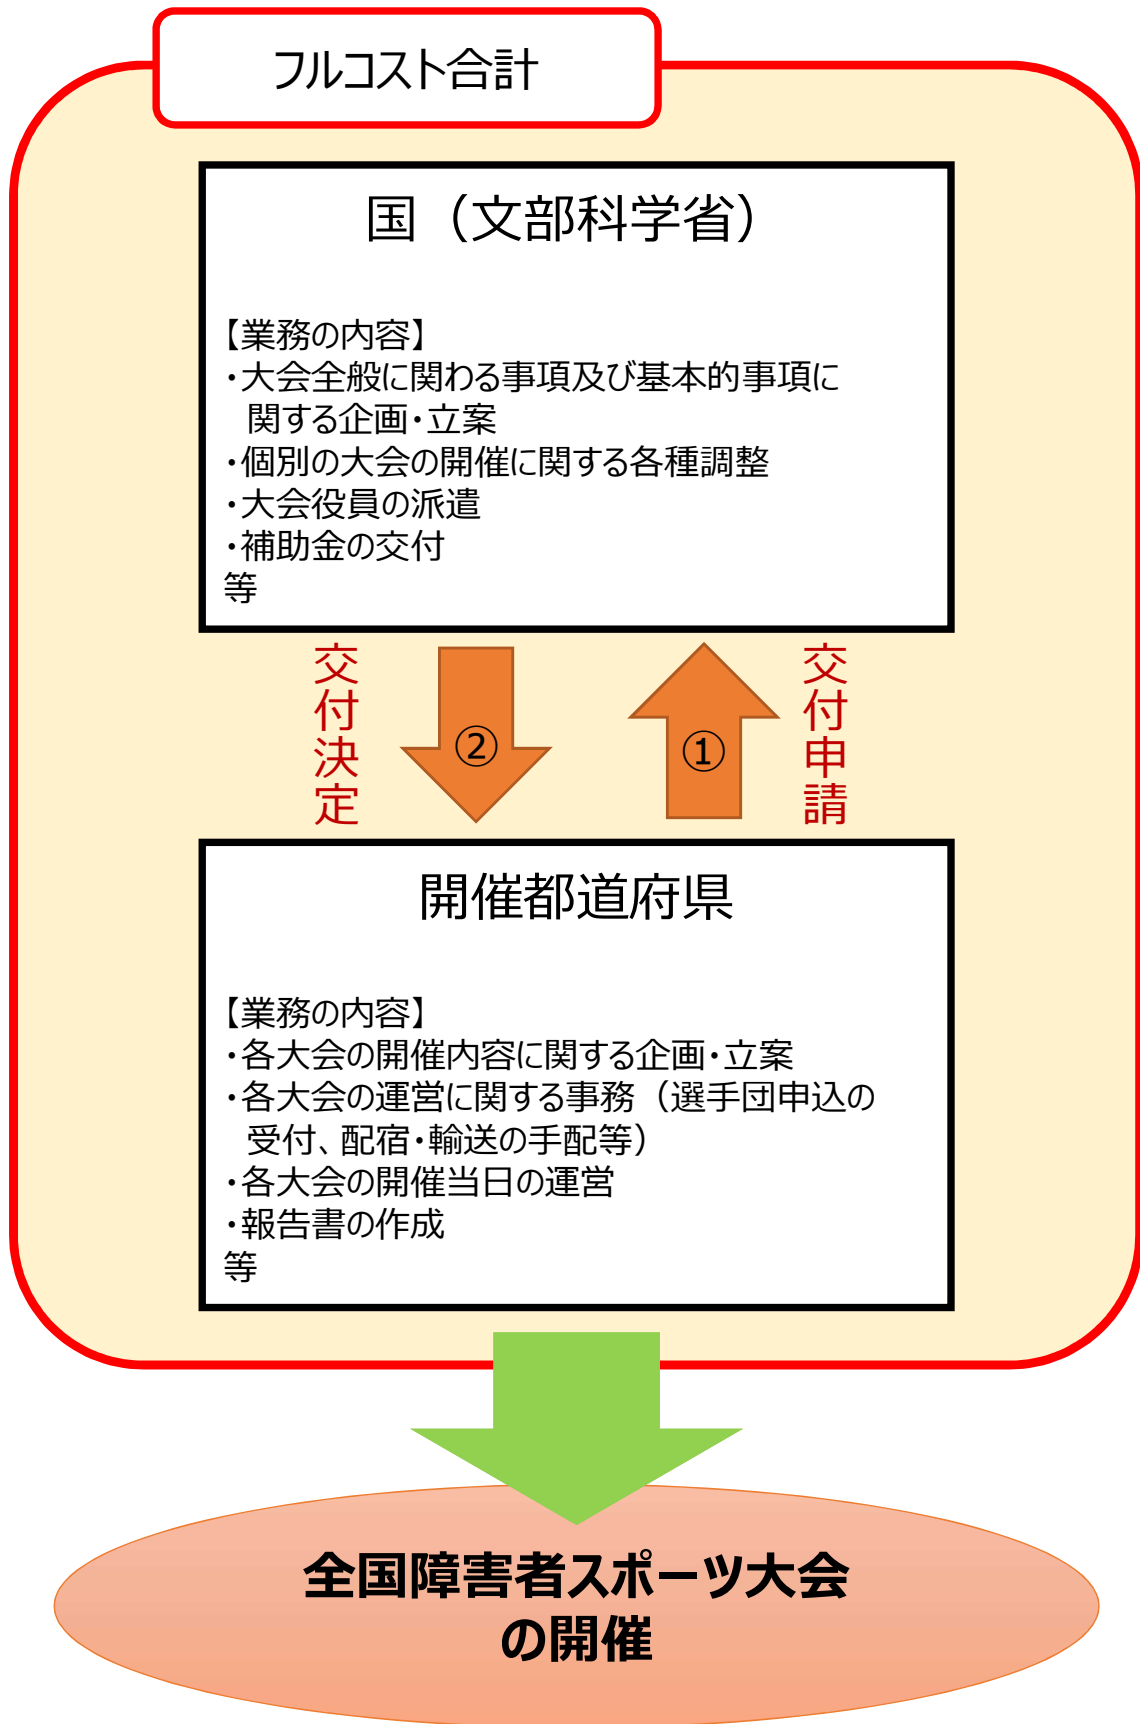 フルコスト合計
国（文部科学省）
【業務の内容】
・大会全般に関わる事項及び基本的事項に
関する企画・立案
・個別の大会の開催に関する各種調整
・大会役員の派遣
・補助金の交付
等
交付決定
②
①
交付申請
開催都道府県
【業務の内容】
・各大会の開催内容に関する企画・立案
・各大会の運営に関する事務（選手団申込の
受付、配宿・輸送の手配等）
・各大会の開催当日の運営
・報告書の作成
等
全国障害者スポーツ大会
の開催